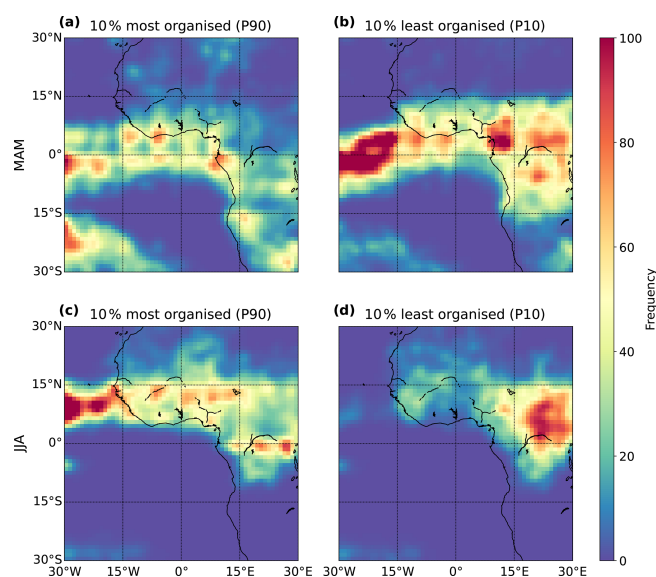 (a) 10% most organised (P90)
(b) 10% least organised (P10)
30°N
15°N
0°
15°S
30°S
MAM
(c) 10% most organised (P90)
(d) 10% least organised (P10)
30°N
15°N
0°
15°S
30°S
JJA
30°W 15°W 0° 15°E 30°E
30°W 15°W 0° 15°E 30°E
100
80
60
40
20
0
Frequency